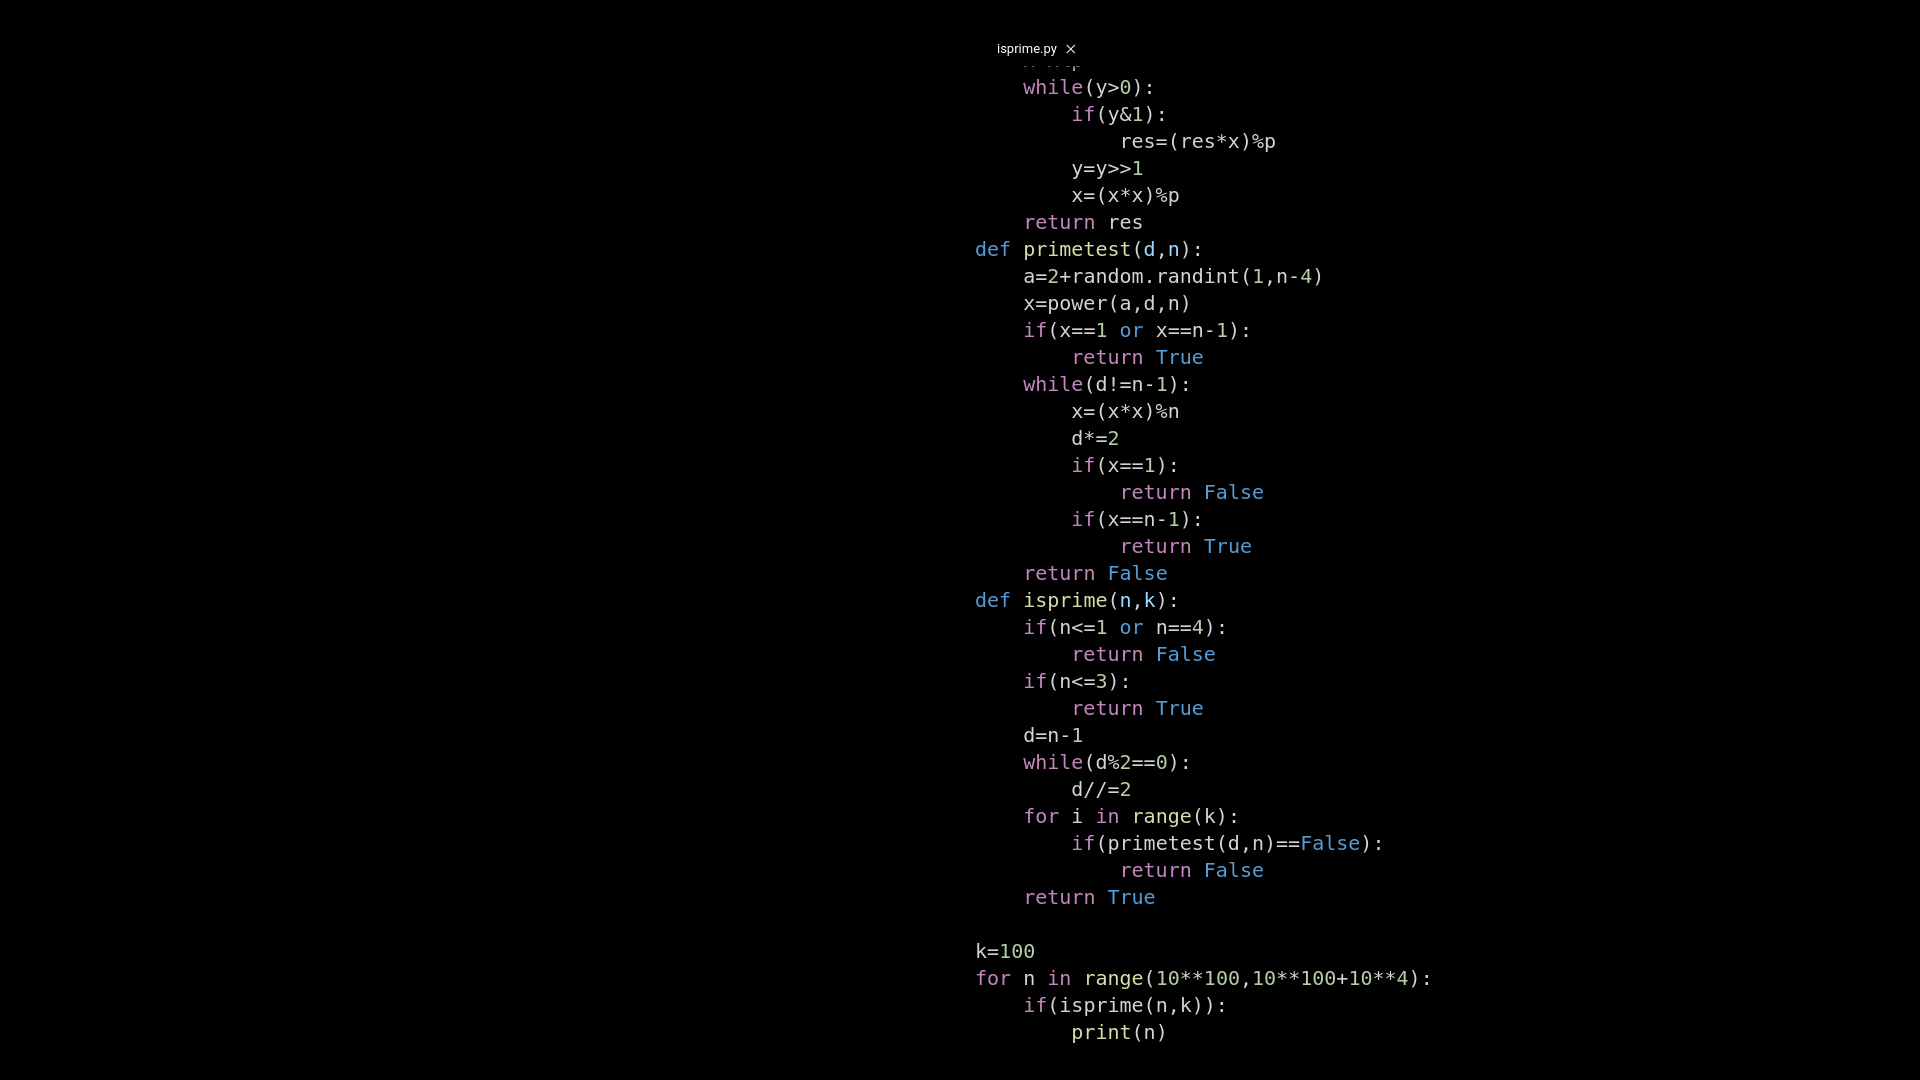 isprime.py
    while(y>0):
        if(y&1):
            res=(res*x)%p
        y=y>>1
        x=(x*x)%p
    return res
def primetest(d,n):
    a=2+random.randint(1,n-4)
    x=power(a,d,n)
    if(x==1 or x==n-1):
        return True
    while(d!=n-1):
        x=(x*x)%n
        d*=2
        if(x==1):
            return False
        if(x==n-1):
            return True
    return False
def isprime(n,k):
    if(n<=1 or n==4):
        return False
    if(n<=3):
        return True
    d=n-1
    while(d%2==0):
        d//=2
    for i in range(k):
        if(primetest(d,n)==False):
            return False
    return True

k=100
for n in range(10**100,10**100+10**4):
    if(isprime(n,k)):
        print(n)